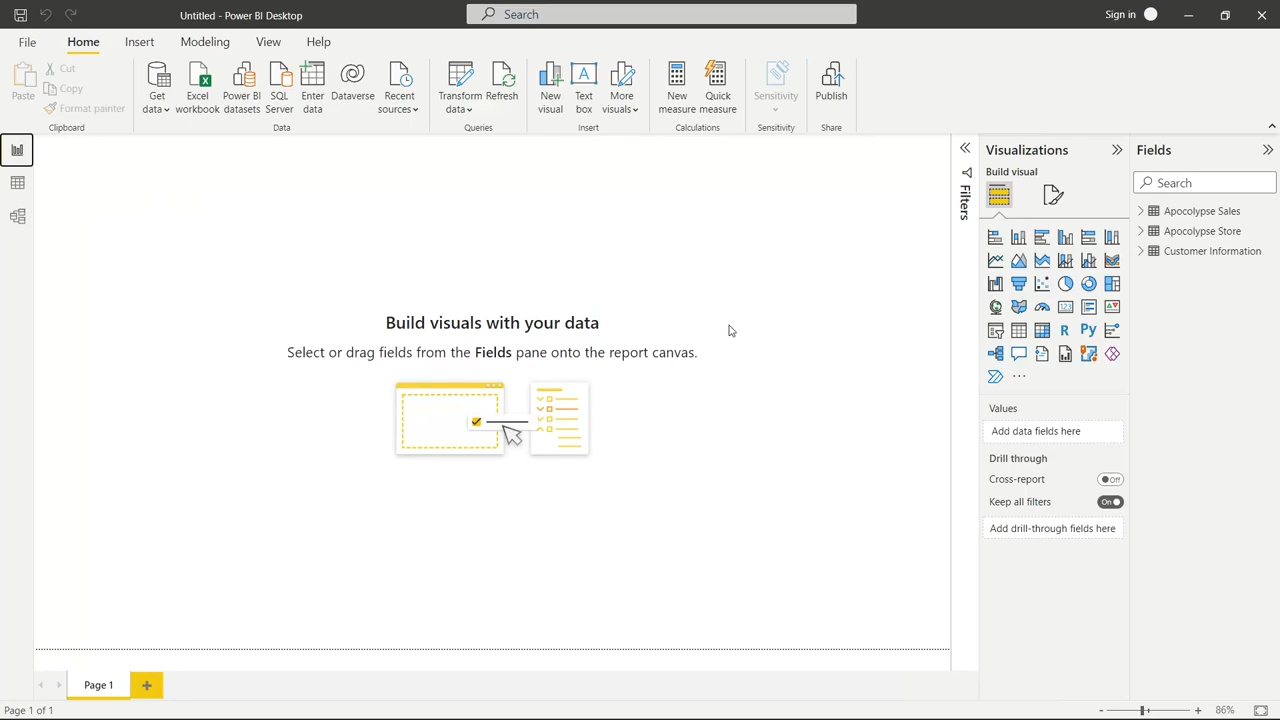 Untitled - Power BI Desktop
Search
Sign in
File
Home
Insert
Modeling
View
Help
Paste
Cut
Copy
Format painter
Clipboard
Get data
Excel workbook
Power BI datasets
SQL Server
Enter data
Dataverse
Recent sources
Data
Transform data
Refresh
Queries
New visual
Text box
More visuals
Insert
New measure
Quick measure
Calculations
Sensitivity
Sensitivity
Publish
Share
Filters
Visualizations
Build visual
R
Py
123
Values
Add data fields here
Drill through
Cross-report
Off
Keep all filters
On
Add drill-through fields here
Fields
Search
Apocolypse Sales
Apocolypse Store
Customer Information
Build visuals with your data
Select or drag fields from the Fields pane onto the report canvas.
Page 1
Page 1 of 1
86%